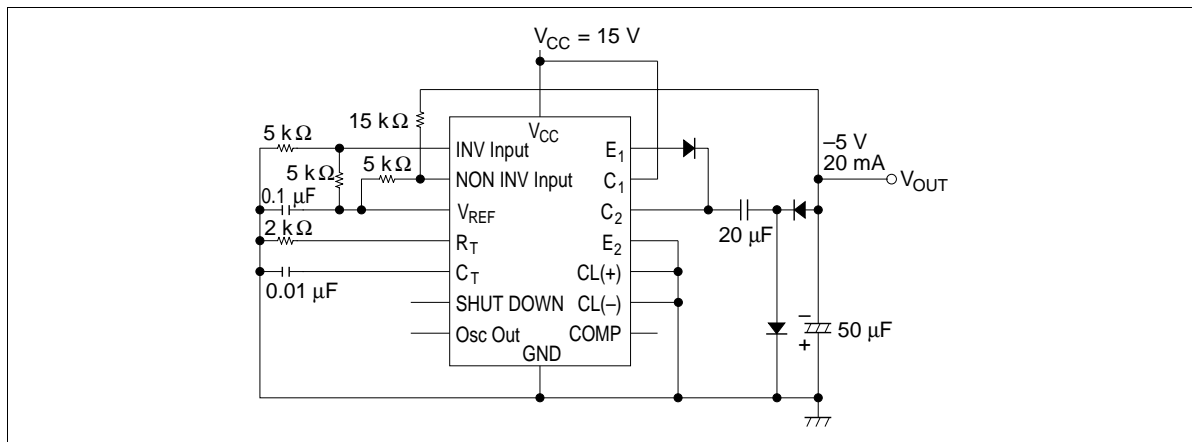 V_CC = 15 V
15 kΩ
5 kΩ
5 kΩ
5 kΩ
0.1 µF
2 kΩ
0.01 µF
V_CC
INV Input
NON INV Input
V_REF
R_T
C_T
SHUT DOWN
Osc Out
GND
E_1
C_1
C_2
E_2
CL(+)
CL(–)
COMP
20 µF
–5 V
20 mA
V_OUT
–
+
50 µF